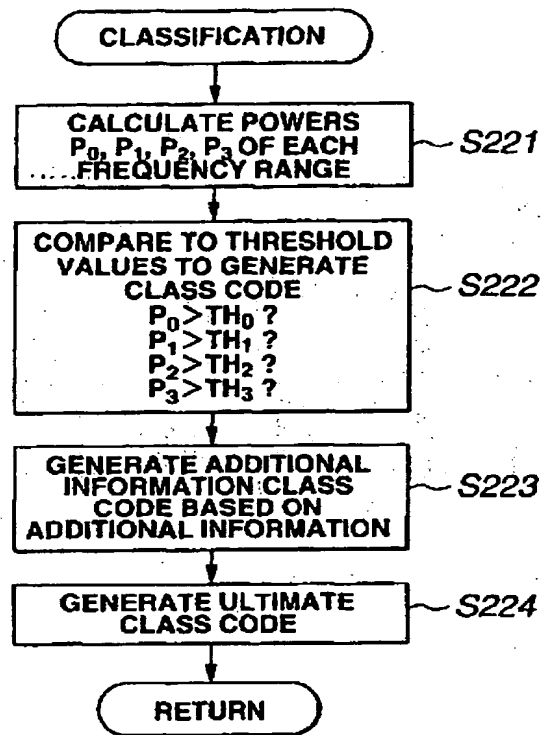 CLASSIFICATION
CALCULATE POWERS
P₀, P₁, P₂, P₃ OF EACH
FREQUENCY RANGE
S221
COMPARE TO THRESHOLD
VALUES TO GENERATE
CLASS CODE
P₀>TH₀ ?
P₁>TH₁ ?
P₂>TH₂ ?
P₃>TH₃ ?
S222
GENERATE ADDITIONAL
INFORMATION CLASS
CODE BASED ON
ADDITIONAL INFORMATION
S223
GENERATE ULTIMATE
CLASS CODE
S224
RETURN